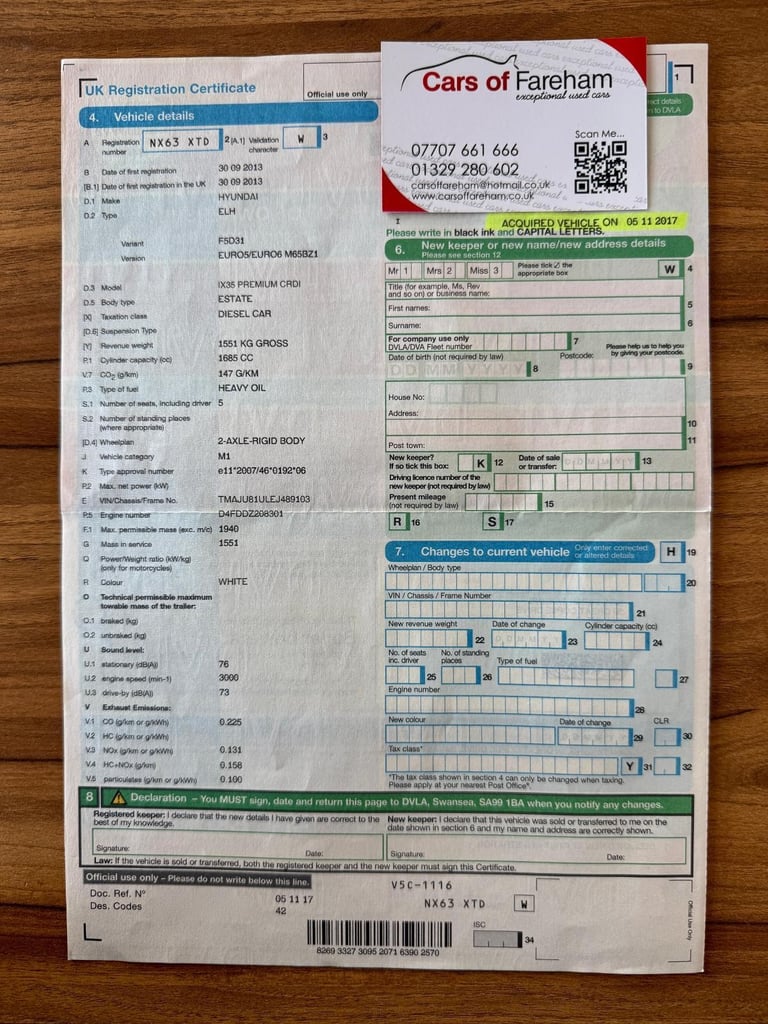 UK Registration Certificate
Official use only
1
Cars of Fareham
exceptional used cars
Scan Me...
07707 661 666
01329 280 602
carsoffareham@hotmail.co.uk
www.carsoffareham.co.uk
4. Vehicle details
A Registration number NX63 XTD 2 [A.1] Validation character W 3
B Date of first registration 30 09 2013
[B.1] Date of first registration in the UK 30 09 2013
D.1 Make HYUNDAI
D.2 Type ELH
Variant F5D31
Version EURO5/EURO6 M65BZ1
D.3 Model IX35 PREMIUM CRDI
D.5 Body type ESTATE
[X] Taxation class DIESEL CAR
[D.6] Suspension Type
[Y] Revenue weight 1551 KG GROSS
P.1 Cylinder capacity (cc) 1685 CC
V.7 CO2 (g/km) 147 G/KM
P.3 Type of fuel HEAVY OIL
S.1 Number of seats, including driver 5
S.2 Number of standing places (where appropriate)
[D.4] Wheelplan 2-AXLE-RIGID BODY
J Vehicle category M1
K Type approval number e11*2007/46*0192*06
P.2 Max. net power (kW)
E VIN/Chassis/Frame No. TMAJU81ULEJ489103
P.5 Engine number D4FDDZ208301
F.1 Max. permissible mass (exc. m/c) 1940
G Mass in service 1551
Q Power/Weight ratio (kW/kg) (only for motorcycles)
R Colour WHITE
O Technical permissible maximum towable mass of the trailer:
O.1 braked (kg)
O.2 unbraked (kg)
U Sound level:
U.1 stationary (dB(A)) 76
U.2 engine speed (min-1) 3000
U.3 drive-by (dB(A)) 73
V Exhaust Emissions:
V.1 CO (g/km or g/kWh) 0.225
V.2 HC (g/km or g/kWh)
V.3 NOx (g/km or g/kWh) 0.131
V.4 HC+NOx (g/km) 0.158
V.5 particulates (g/km or g/kWh) 0.100
ACQUIRED VEHICLE ON 05 11 2017
Please write in black ink and CAPITAL LETTERS.
6. New keeper or new name/new address details
Please see section 12
Mr 1 Mrs 2 Miss 3 Please tick the appropriate box W 4
Title (for example, Ms, Rev and so on) or business name:
First names: 5
Surname: 6
For company use only
DVLA/DVA Fleet number 7 Please help us to help you by giving your postcode.
Date of birth (not required by law) Postcode:
D D M M Y Y Y Y 8 9
House No:
Address: 10
Post town: 11
New keeper? If so tick this box: K 12 Date of sale or transfer: D D M M Y Y 13
Driving licence number of the new keeper (not required by law)
Present mileage (not required by law) 15
R 16 S 17
7. Changes to current vehicle Only enter corrected or altered details H 19
Wheelplan / Body type 20
VIN / Chassis / Frame Number 21
New revenue weight 22 Date of change 23 Cylinder capacity (cc) 24
No. of seats inc. driver 25 No. of standing places 26 Type of fuel 27
Engine number 28
New colour Date of change 29 CLR 30
Tax class* Y 31 32
*The tax class shown in section 4 can only be changed when taxing.
Please apply at your nearest Post Office®.
8 Declaration – You MUST sign, date and return this page to DVLA, Swansea, SA99 1BA when you notify any changes.
Registered keeper: I declare that the new details I have given are correct to the best of my knowledge.
New keeper: I declare that this vehicle was sold or transferred to me on the date shown in section 6 and my name and address are correctly shown.
Signature: Date: Signature: Date:
Law: If the vehicle is sold or transferred, both the registered keeper and the new keeper must sign this Certificate.
Official use only – Please do not write below this line.
Doc. Ref. Nº 05 11 17
Des. Codes 42
V5C-1116
NX63 XTD W
ISC
34
8269 3327 3095 2071 6390 2570
Official Use Only